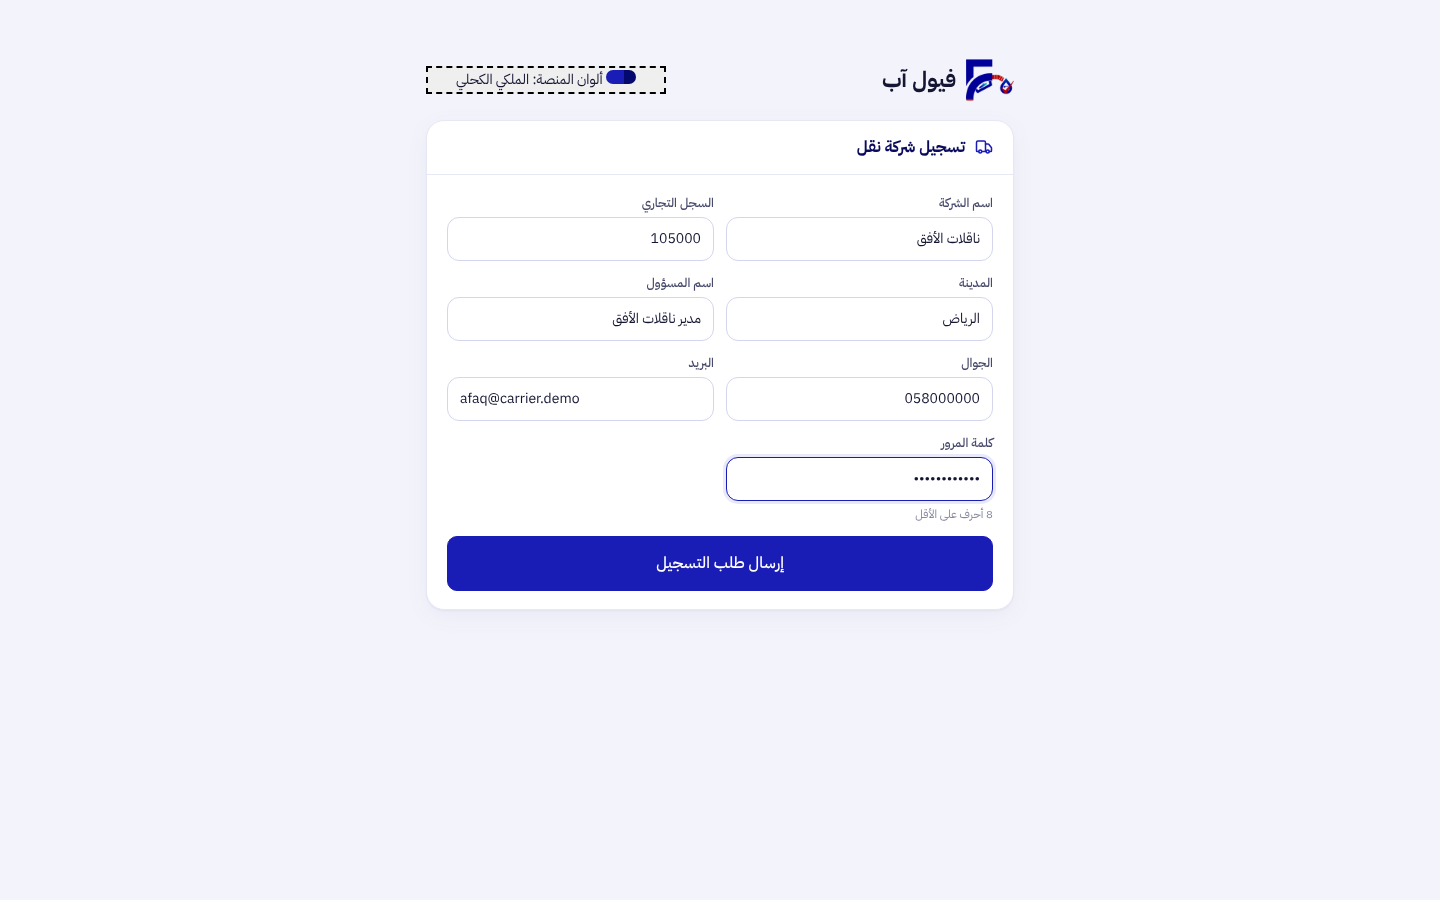 فيول آب
ألوان المنصة: الملكي الكحلي
تسجيل شركة نقل
اسم الشركة
السجل التجاري
ناقلات الأفق
105000
المدينة
اسم المسؤول
الرياض
مدير ناقلات الأفق
الجوال
البريد
058000000
afaq@carrier.demo
كلمة المرور
••••••••••••
8 أحرف على الأقل
إرسال طلب التسجيل